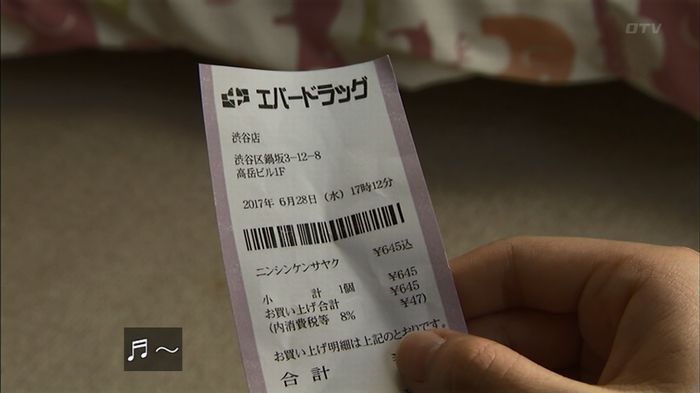 OTV
エバードラッグ
渋谷店
渋谷区鍋坂3-12-8
高岳ビル1F
2017年 6月28日（水）17時12分
ニンシンケンサヤク ¥645込
小 計 1個 ¥645
お買い上げ合計 ¥645
(内消費税等 8% ¥47)
お買い上げ明細は上記のとおりです。
合 計
♬～